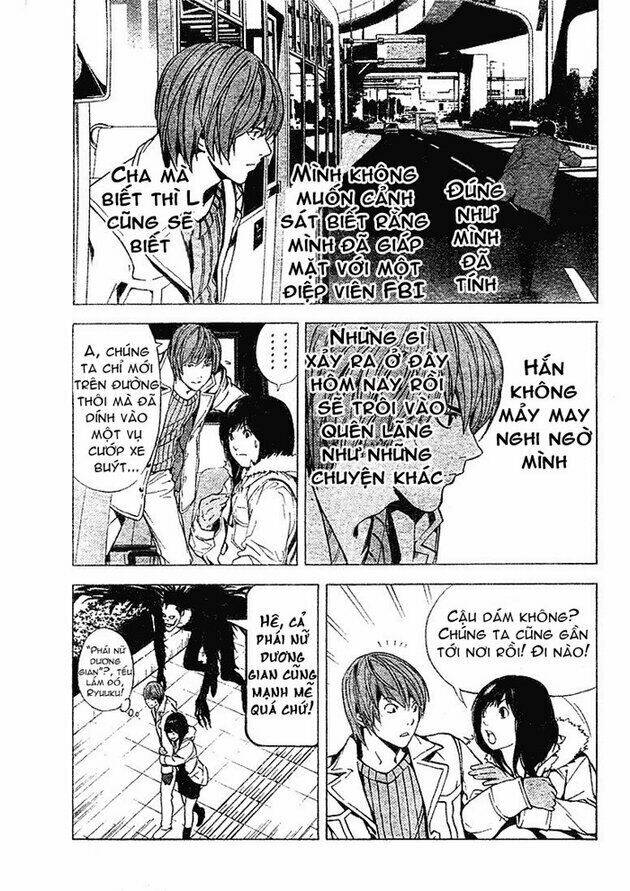 ĐÚNG
NHƯ
MÌNH
ĐÃ
TÍNH
MÌNH KHÔNG
MUỐN CẢNH
SÁT BIẾT RẰNG
MÌNH ĐÃ GIÁP
MẶT VỚI MỘT
ĐIỆP VIÊN FBI
CHA MÀ
BIẾT THÌ L
CŨNG SẼ
BIẾT
HẮN
KHÔNG
MẢY MAY
NGHI NGỜ
MÌNH
NHỮNG GÌ
XẢY RA Ở ĐÂY
HÔM NAY RỒI
SẼ TRÔI VÀO
QUÊN LÃNG
NHƯ NHỮNG
CHUYỆN KHÁC
......
A, CHÚNG
TA CHỈ MỚI
TRÊN ĐƯỜNG
THÔI MÀ ĐÃ
DÍNH VÀO
MỘT VỤ
CƯỚP XE
BUÝT...
CẬU DÁM KHÔNG?
CHÚNG TA CŨNG GẦN
TỚI NƠI RỒI! ĐI NÀO!
HÊ, CẢ
PHÁI NỮ
DƯƠNG
GIAN CŨNG
MẠNH MẼ
QUÁ CHỨ!
"PHÁI NỮ
DƯƠNG
GIAN"?, TẾU
LẮM ĐÓ,
RYUUKU!